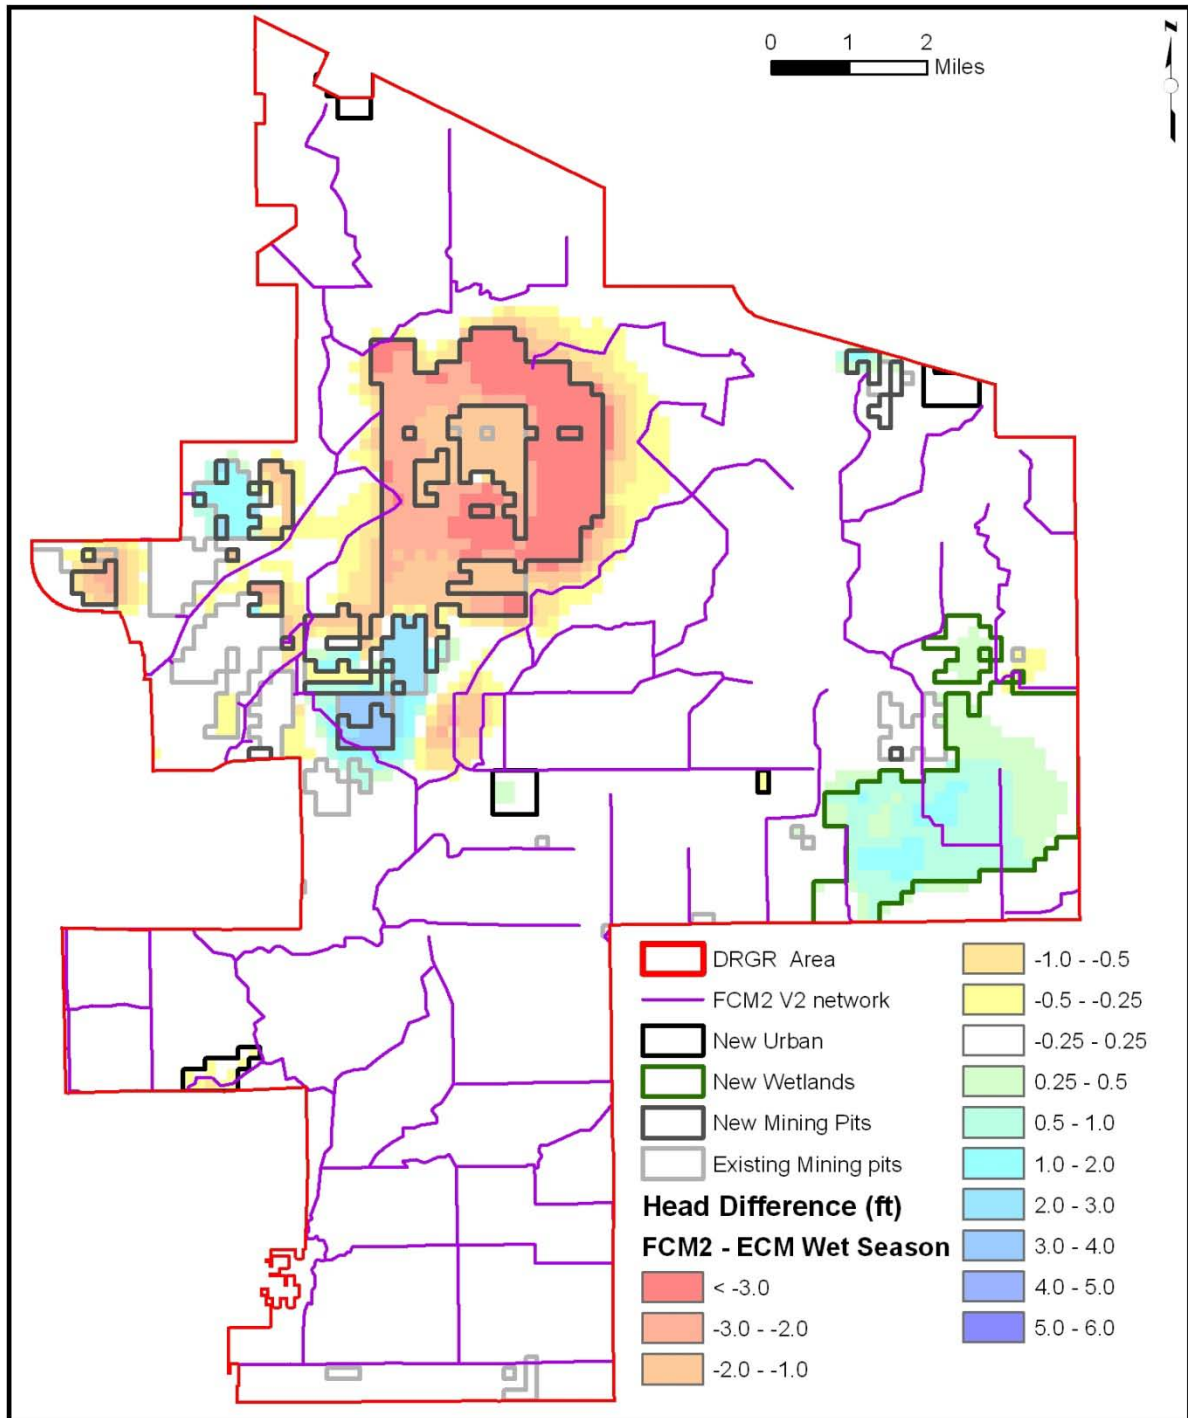 0 1 2
Miles
N
DRGR Area
FCM2 V2 network
New Urban
New Wetlands
New Mining Pits
Existing Mining pits
Head Difference (ft)
FCM2 - ECM Wet Season
< -3.0
-3.0 - -2.0
-2.0 - -1.0
-1.0 - -0.5
-0.5 - -0.25
-0.25 - 0.25
0.25 - 0.5
0.5 - 1.0
1.0 - 2.0
2.0 - 3.0
3.0 - 4.0
4.0 - 5.0
5.0 - 6.0